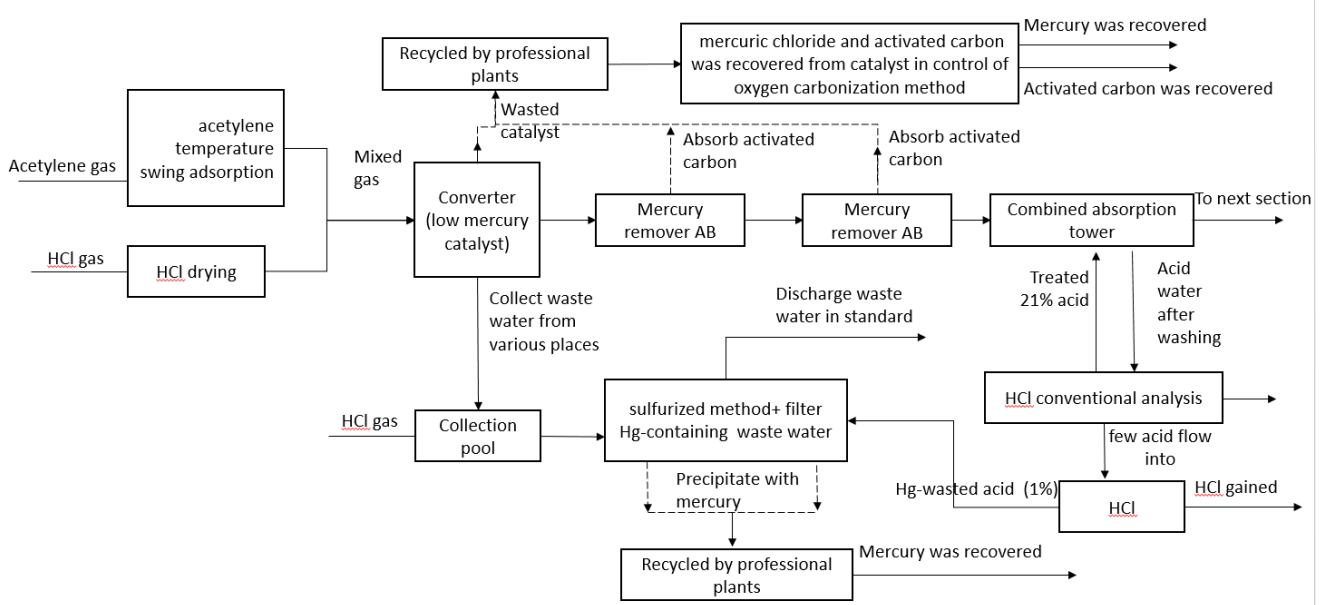 Mercury was recovered
Recycled by professional
plants
mercuric chloride and activated carbon
was recovered from catalyst in control of
oxygen carbonization method
Activated carbon was recovered
Wasted
catalyst
acetylene
temperature
swing adsorption
Acetylene gas
Mixed
gas
Absorb activated
carbon
Absorb activated
carbon
Converter
(low mercury
catalyst)
Mercury
remover AB
Mercury
remover AB
Combined absorption
tower
To next section
HCl gas
HCl drying
Treated
21% acid
Acid
water
after
washing
Collect waste
water from
various places
Discharge waste
water in standard
HCl conventional analysis
HCl gas
Collection
pool
sulfurized method+ filter
Hg-containing waste water
few acid flow
into
Precipitate with
mercury
Hg-wasted acid (1%)
HCl
HCl gained
Recycled by professional
plants
Mercury was recovered